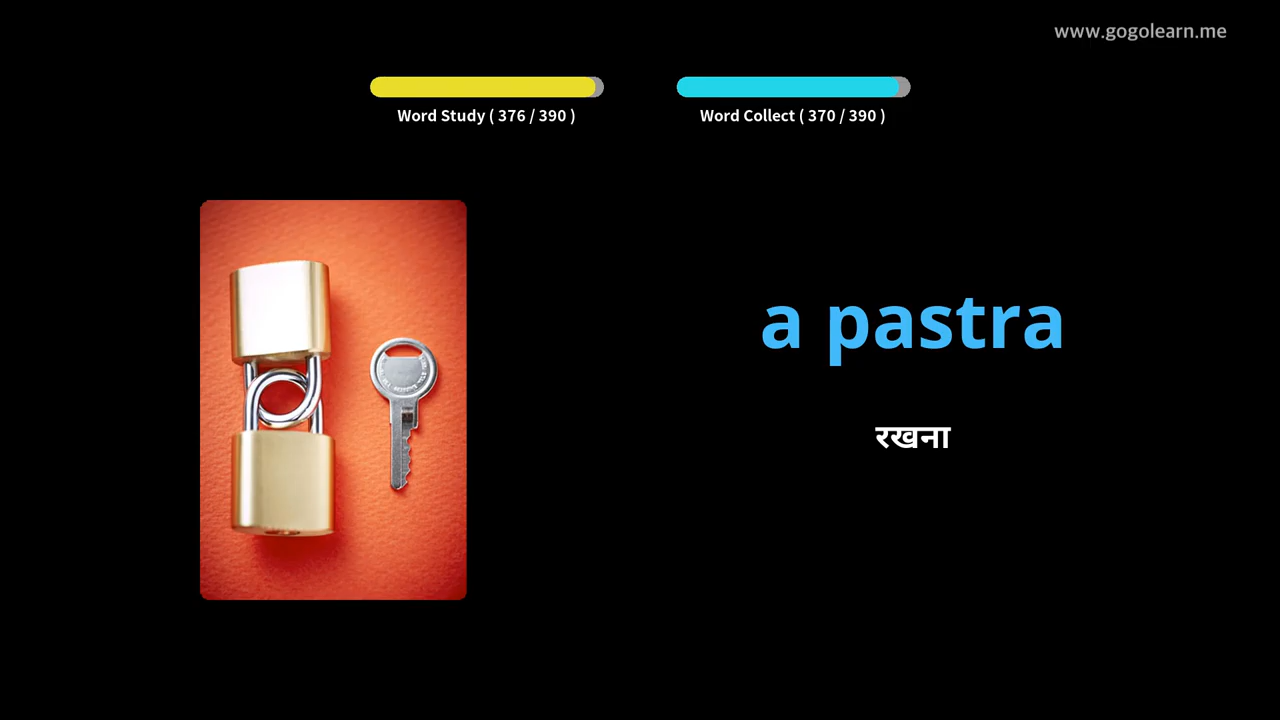 www.gogolearn.me
Word Study ( 376 / 390 )
Word Collect ( 370 / 390 )
a pastra
रखना